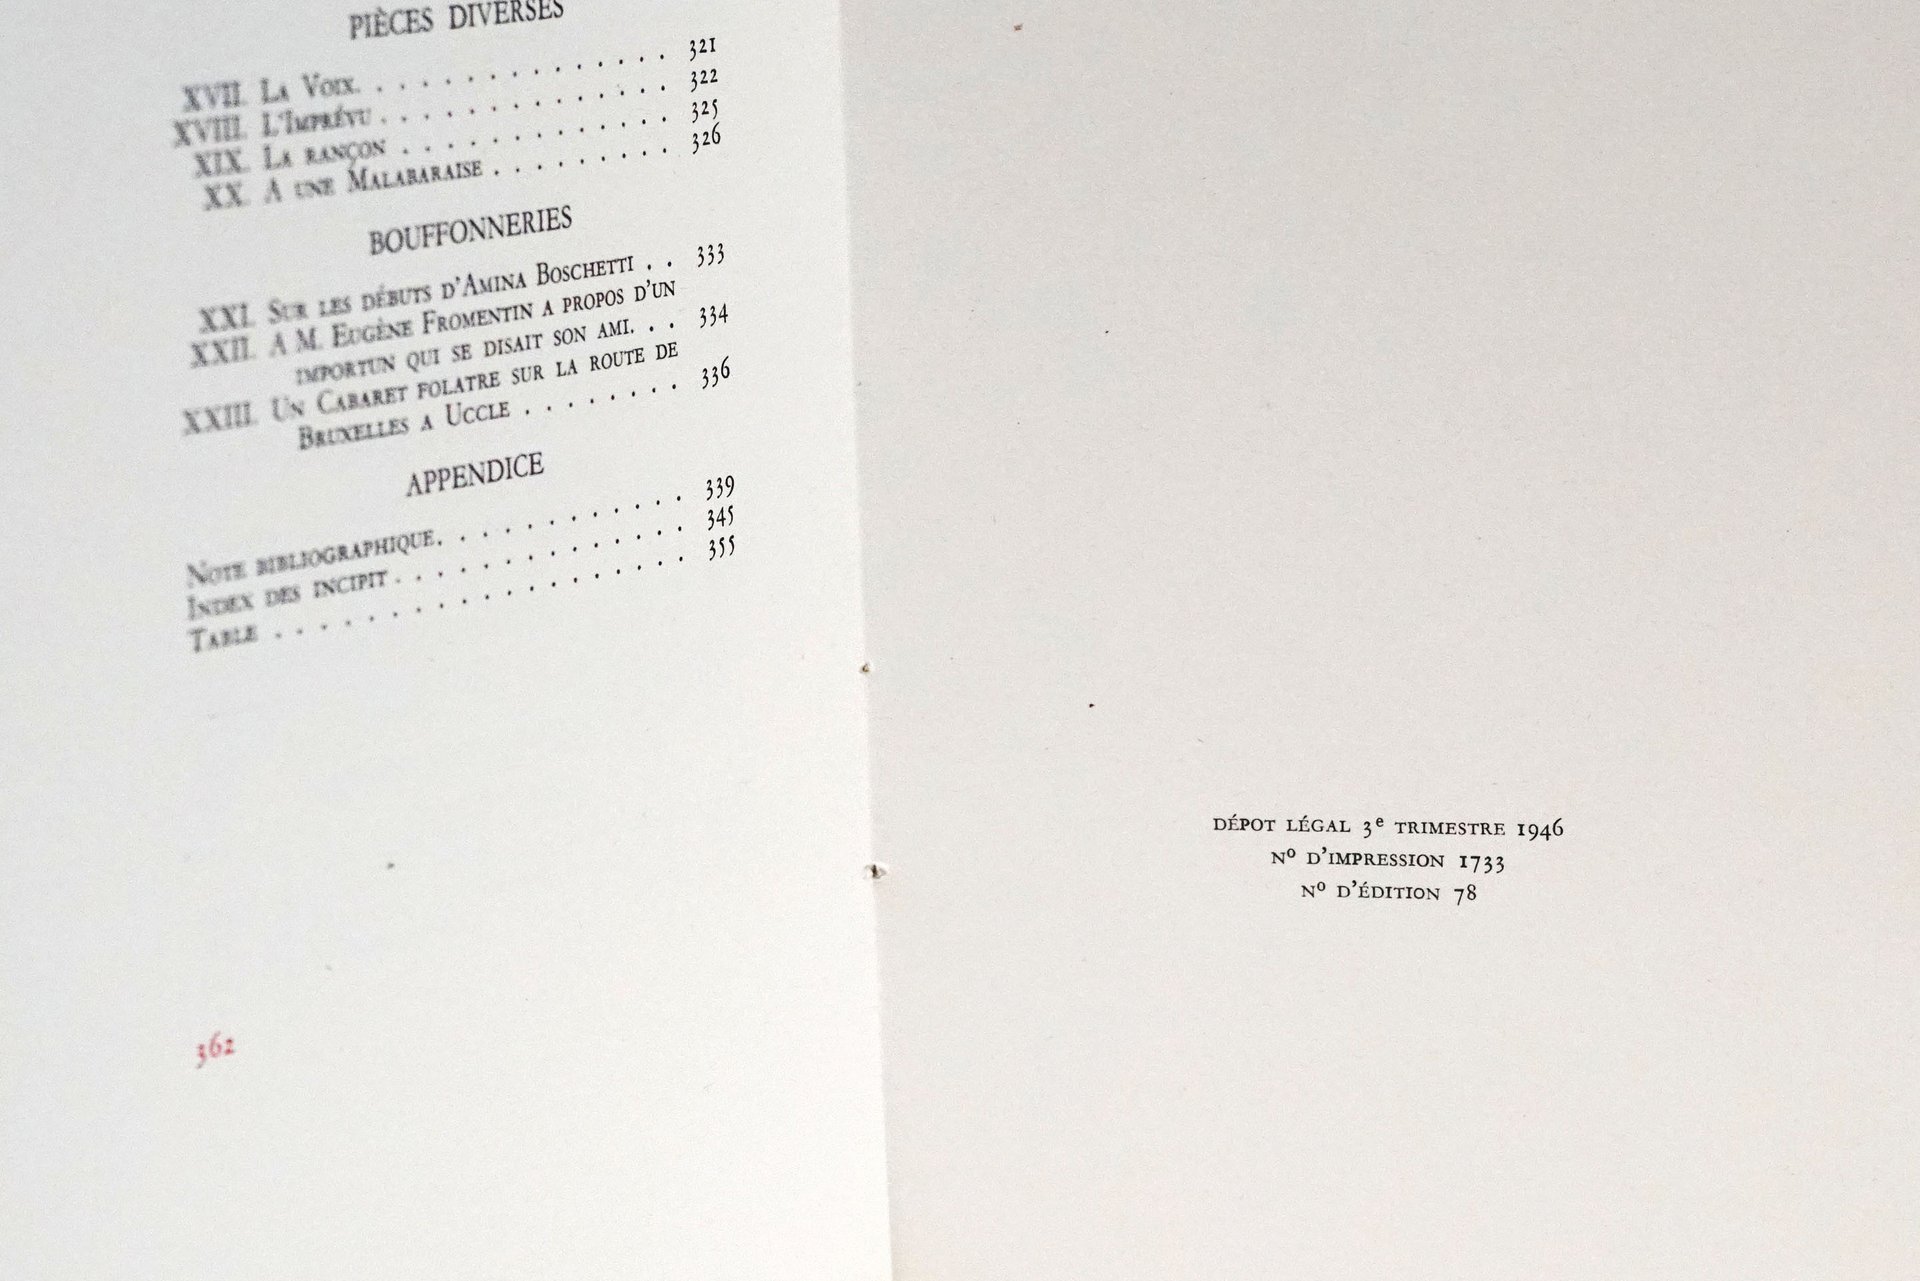 PIÈCES DIVERSES
XVII. La Voix. . . . . . . . . . . . . . 321
XVIII. L'Imprévu . . . . . . . . . . . . . 322
XIX. La rançon . . . . . . . . . . . . 325
XX. A une Malabaraise . . . . . . . . . 326
BOUFFONNERIES
XXI. Sur les débuts d'Amina Boschetti . . 333
XXII. A M. Eugène Fromentin a propos d'un
importun qui se disait son ami. . . 334
XXIII. Un Cabaret folatre sur la route de
Bruxelles a Uccle . . . . . . . 336
APPENDICE
Note bibliographique. . . . . . . . . . . . 339
Index des incipit . . . . . . . . . . . . . . 345
Table . . . . . . . . . . . . . . . . . . 355
362
DÉPOT LÉGAL 3e TRIMESTRE 1946
No D'IMPRESSION 1733
No D'ÉDITION 78